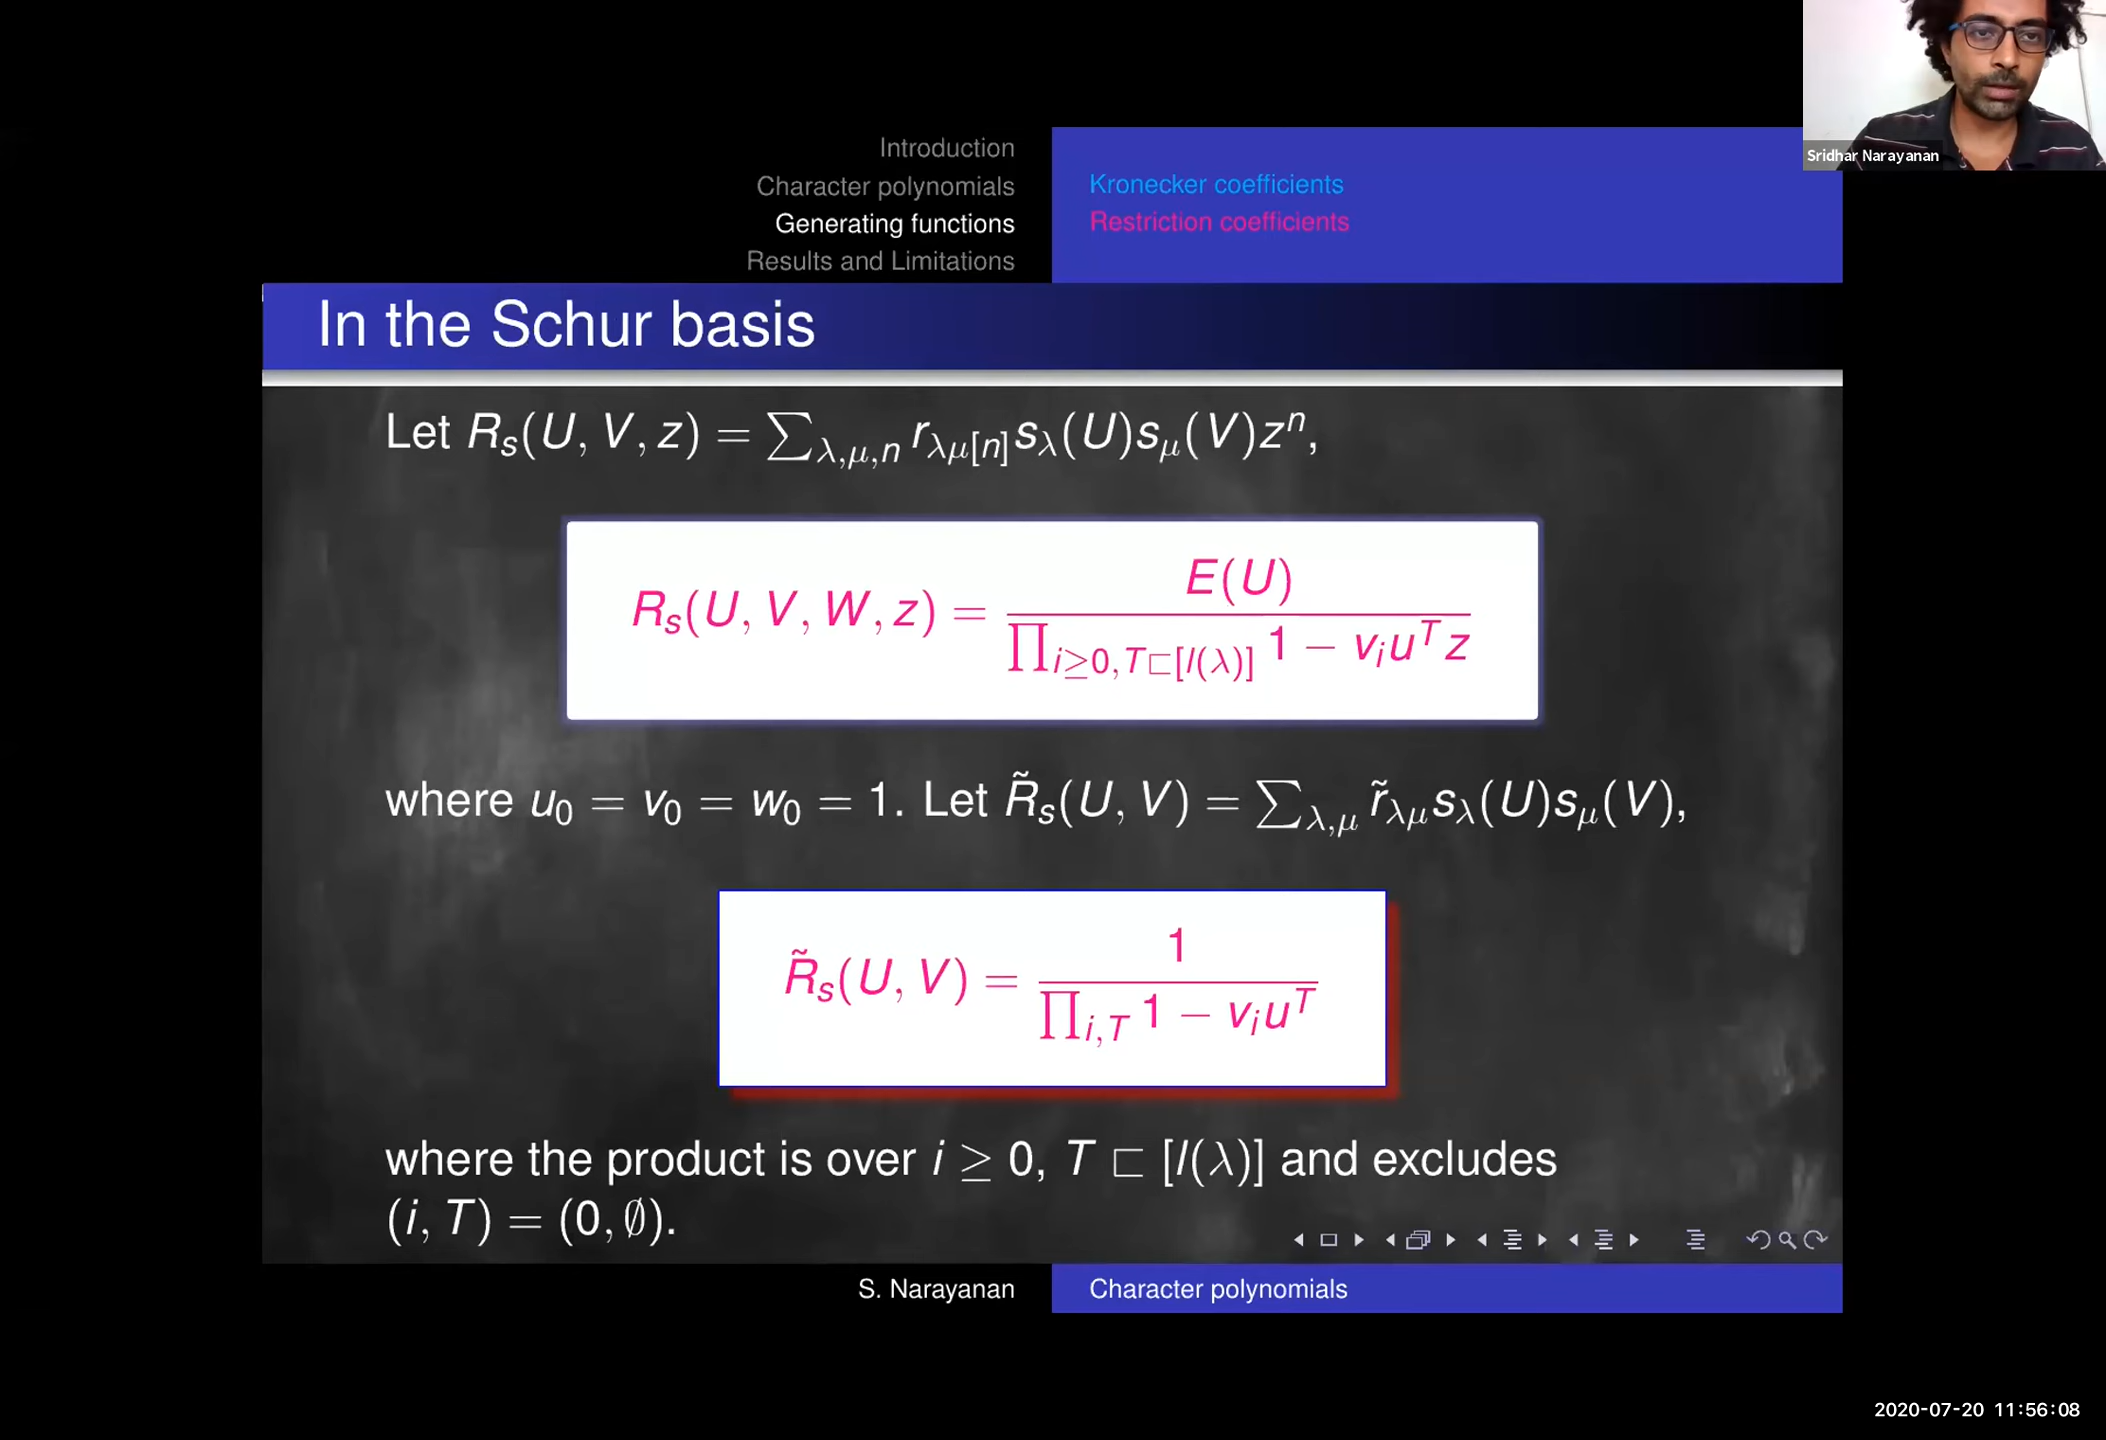 Sridhar Narayanan
Introduction
Character polynomials
Generating functions
Results and Limitations
Kronecker coefficients
Restriction coefficients
In the Schur basis
Let R_s(U, V, z) = ∑_{λ,μ,n} r_{λμ[n]} s_λ(U) s_μ(V) z^n,
R_s(U, V, W, z) = \frac{E(U)}{∏_{i≥0, T⊏[l(λ)]} 1 − v_i u^T z}
where u_0 = v_0 = w_0 = 1. Let R̃_s(U, V) = ∑_{λ,μ} r̃_{λμ} s_λ(U) s_μ(V),
R̃_s(U, V) = \frac{1}{∏_{i,T} 1 − v_i u^T}
where the product is over i ≥ 0, T ⊏ [l(λ)] and excludes
(i, T) = (0, ∅).
S. Narayanan
Character polynomials
2020-07-20 11:56:08